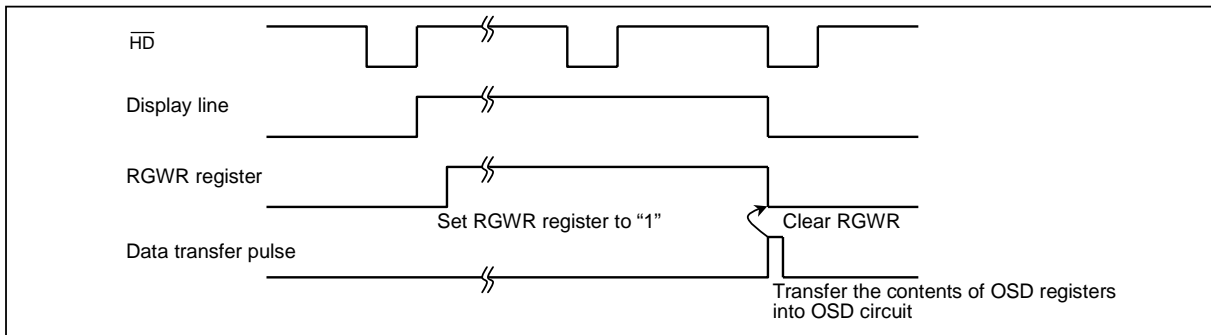 HD
Display line
RGWR register
Set RGWR register to “1”
Clear RGWR
Data transfer pulse
Transfer the contents of OSD registers
into OSD circuit